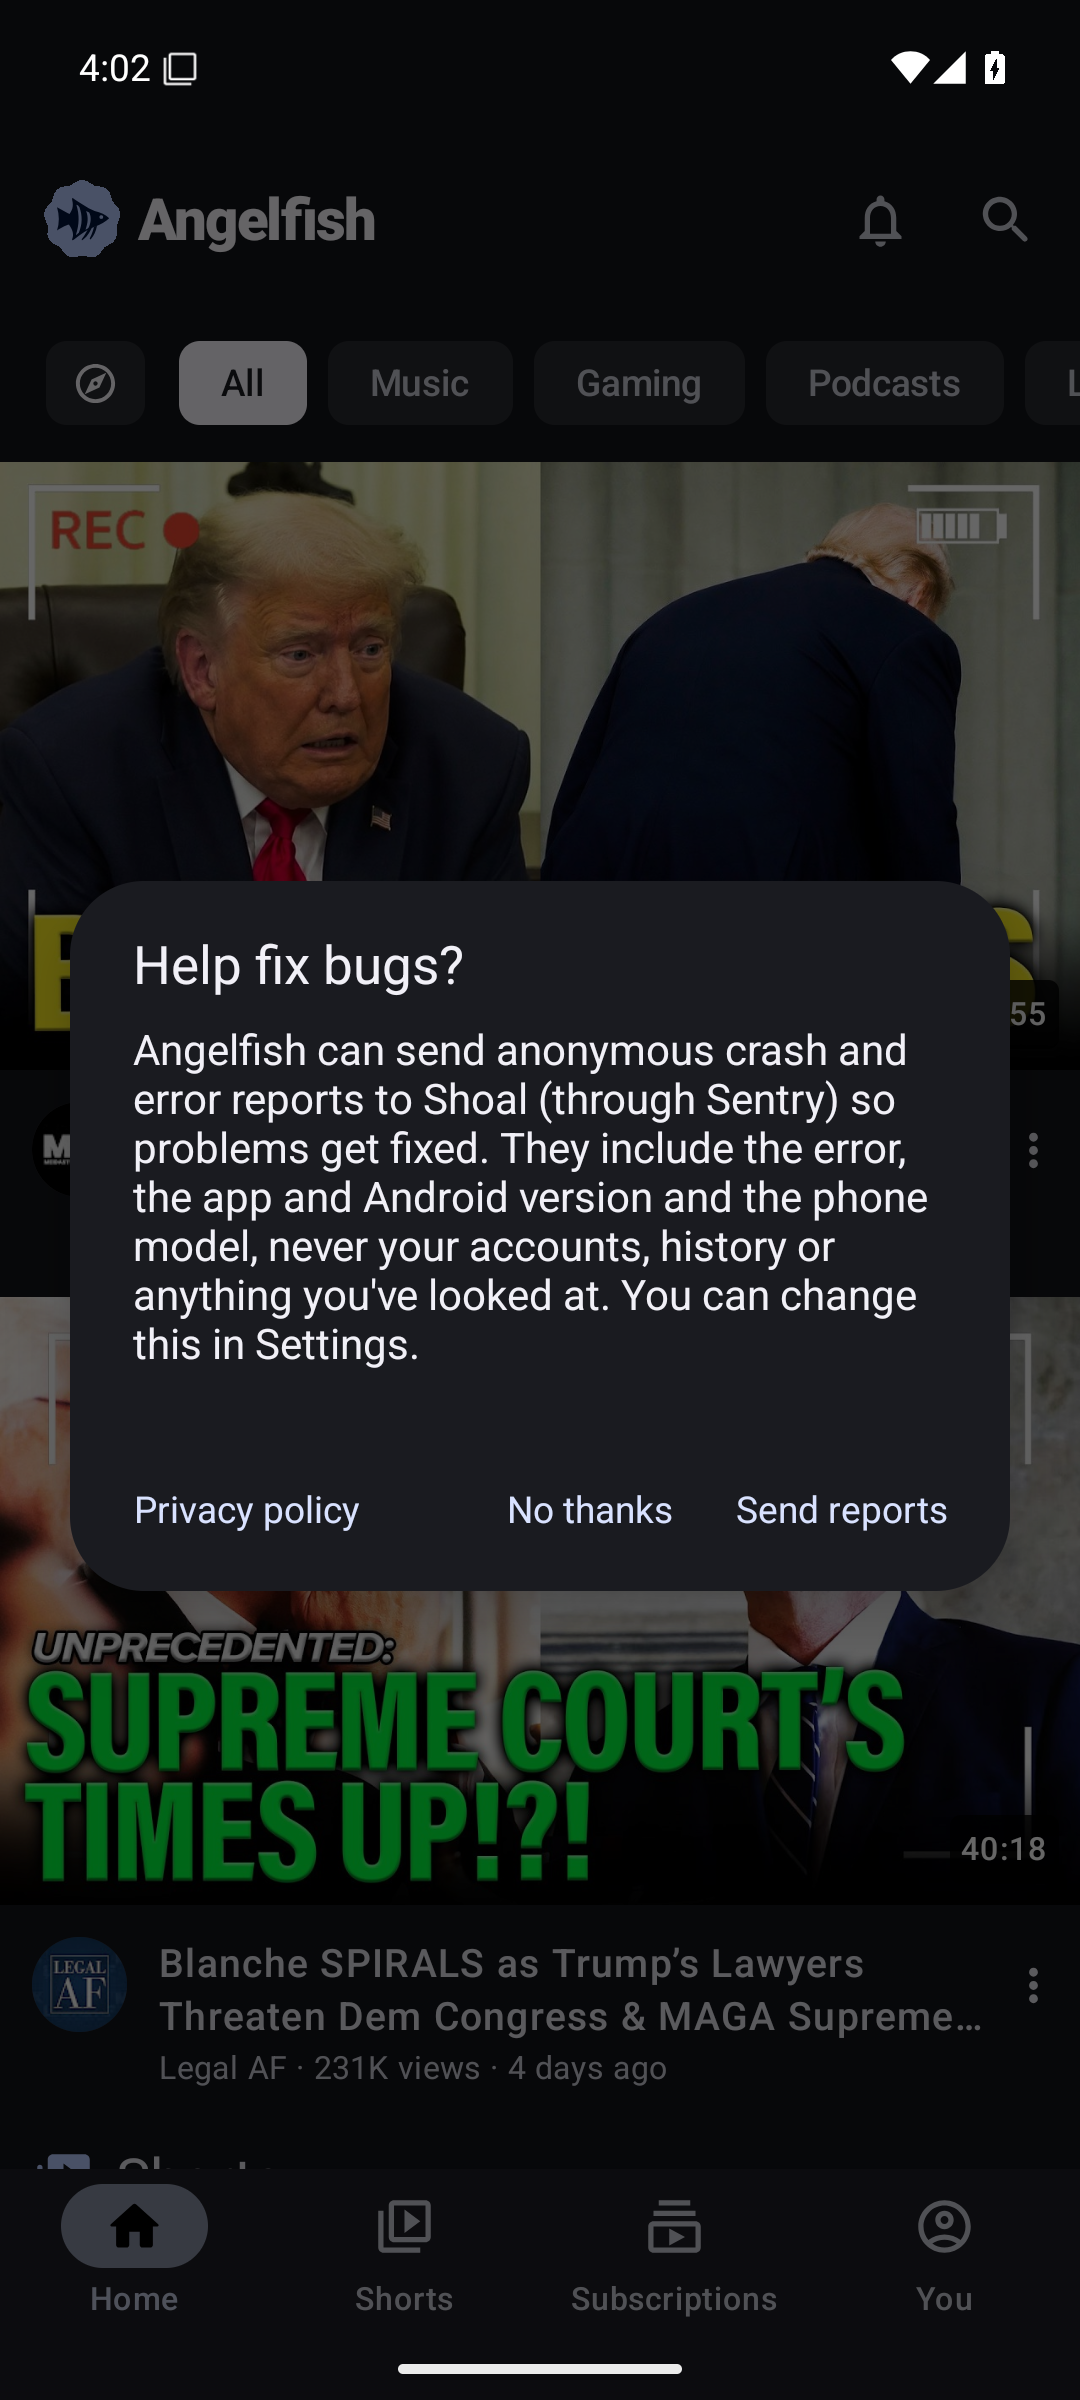 4:02
Angelfish
All
Music
Gaming
Podcasts
REC
55
Help fix bugs?
Angelfish can send anonymous crash and
error reports to Shoal (through Sentry) so
problems get fixed. They include the error,
the app and Android version and the phone
model, never your accounts, history or
anything you've looked at. You can change
this in Settings.
Privacy policy
No thanks
Send reports
UNPRECEDENTED:
SUPREME COURT'S
TIMES UP!?!
40:18
LEGAL
AF
Blanche SPIRALS as Trump’s Lawyers
Threaten Dem Congress & MAGA Supreme…
Legal AF · 231K views · 4 days ago
Home
Shorts
Subscriptions
You